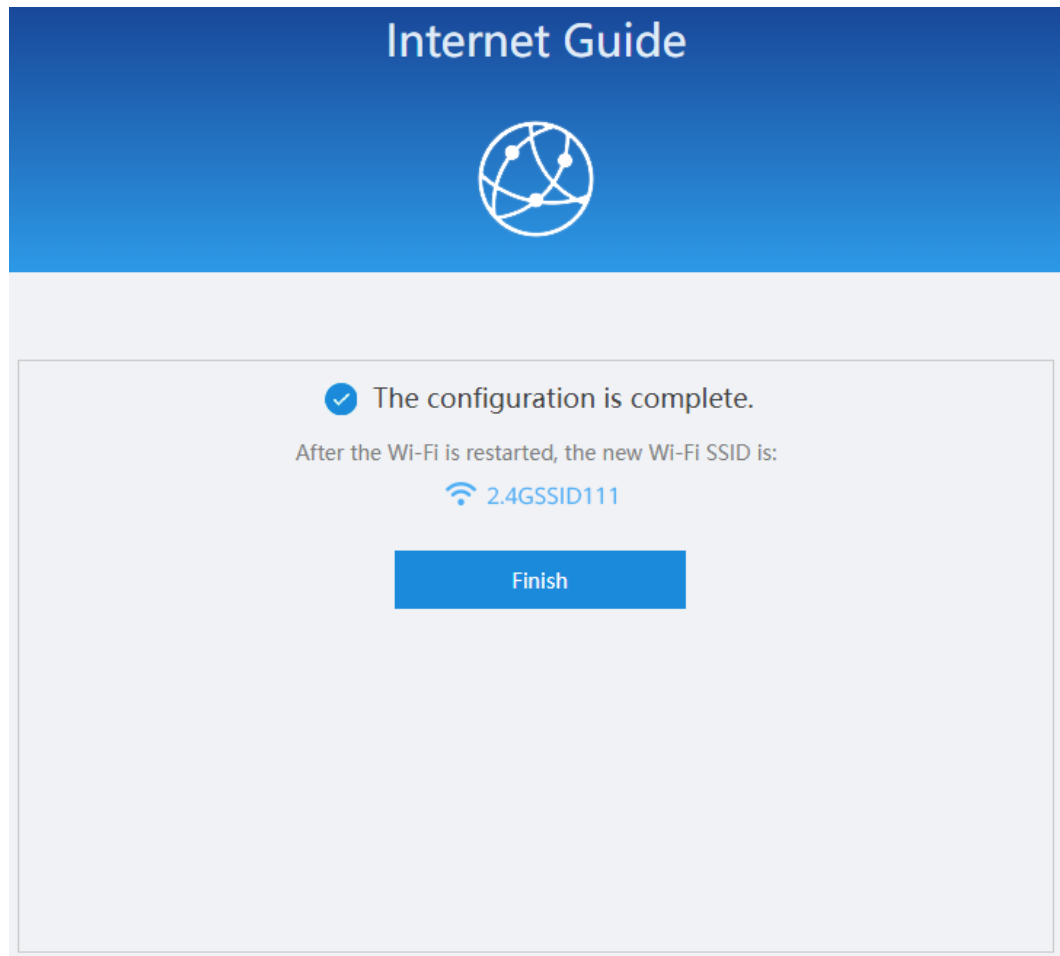 Internet Guide
The configuration is complete.
After the Wi-Fi is restarted, the new Wi-Fi SSID is:
2.4GSSID111
Finish